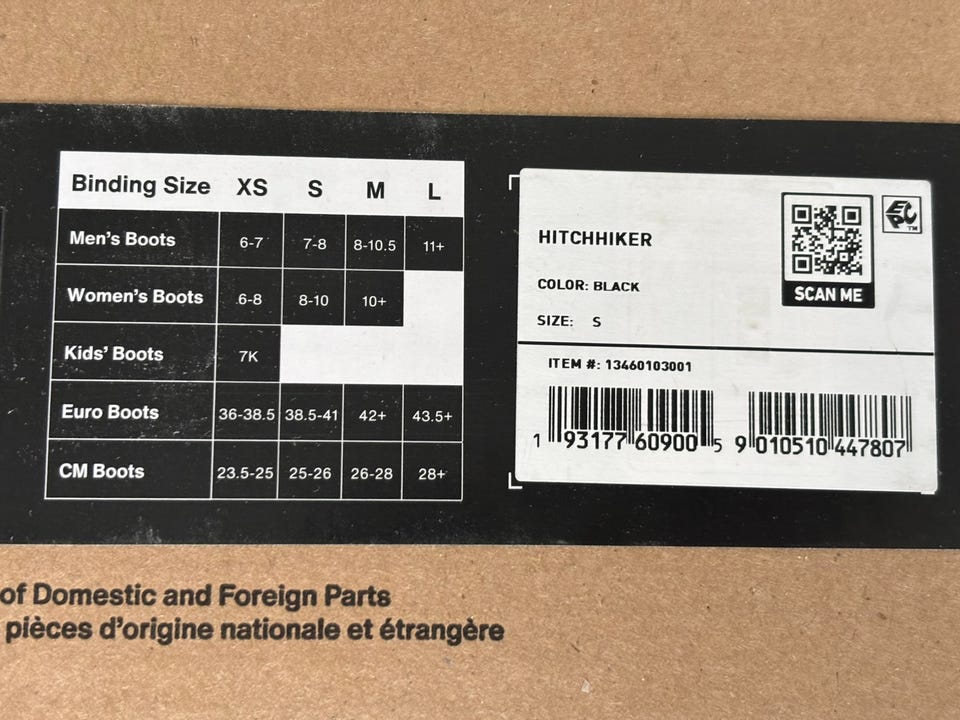 Binding Size XS S M L
Men's Boots 6-7 7-8 8-10.5 11+
Women's Boots 6-8 8-10 10+
Kids' Boots 7K
Euro Boots 36-38.5 38.5-41 42+ 43.5+
CM Boots 23.5-25 25-26 26-28 28+
HITCHHIKER
COLOR: BLACK
SIZE: S
SCAN ME
ITEM #: 13460103001
1 93177 60900 5 9 010510 447807
of Domestic and Foreign Parts
pièces d'origine nationale et étrangère